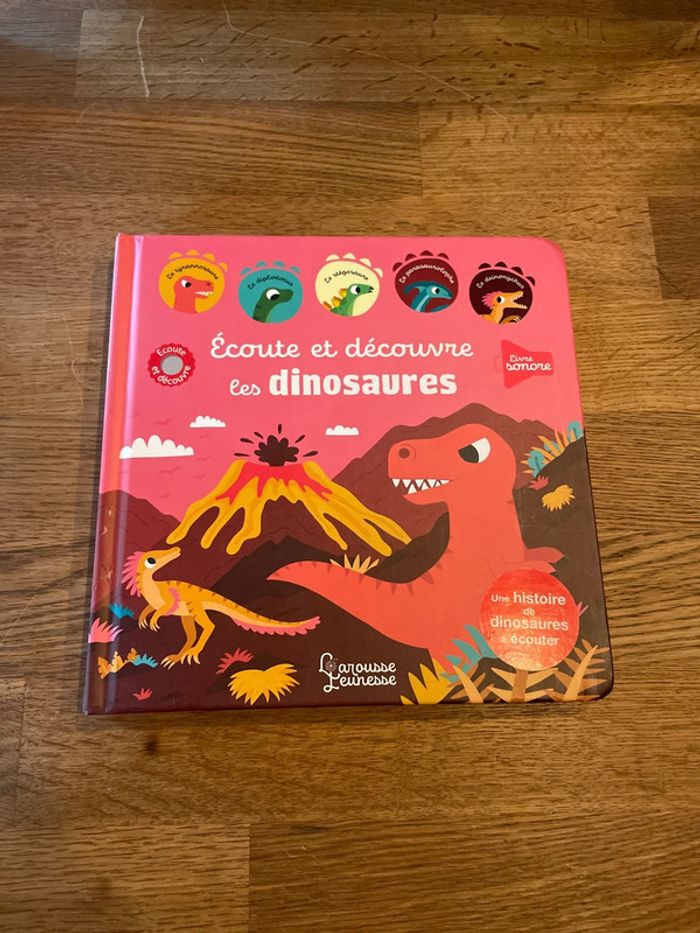 Le tyrannosaure
Le diplodocus
Le stégosaure
Le parasaurolophe
Le deinonychus
Écoute et découvre
les dinosaures
Écoute
et découvre
Livre
sonore
Une histoire
de
dinosaures
à écouter
Larousse
Jeunesse